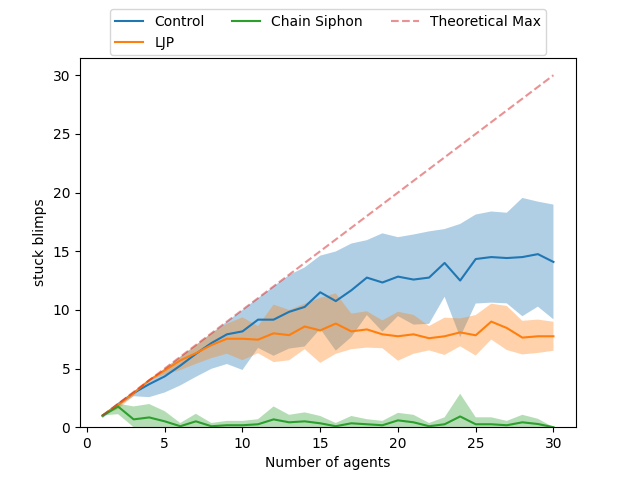 Control
LJP
Chain Siphon
Theoretical Max
30
25
20
15
10
5
0
stuck blimps
0 5 10 15 20 25 30
Number of agents